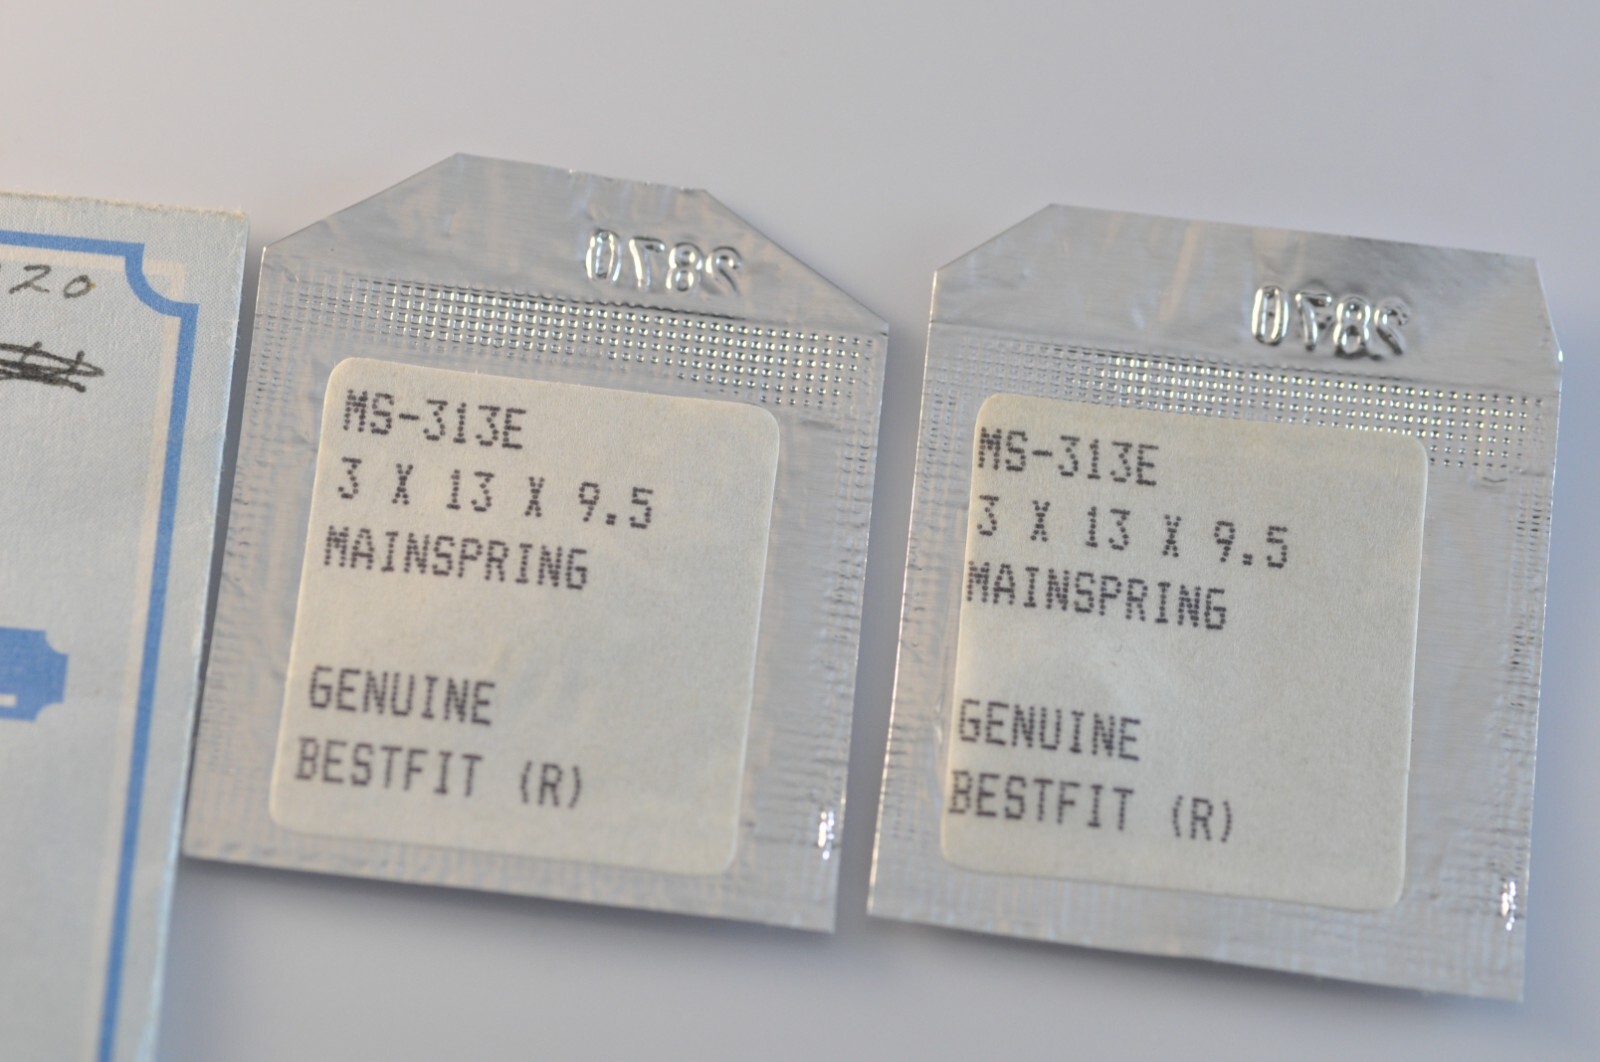 20
2870
MS-313E
3 X 13 X 9.5
MAINSPRING
GENUINE
BESTFIT (R)
2870
MS-313E
3 X 13 X 9.5
MAINSPRING
GENUINE
BESTFIT (R)